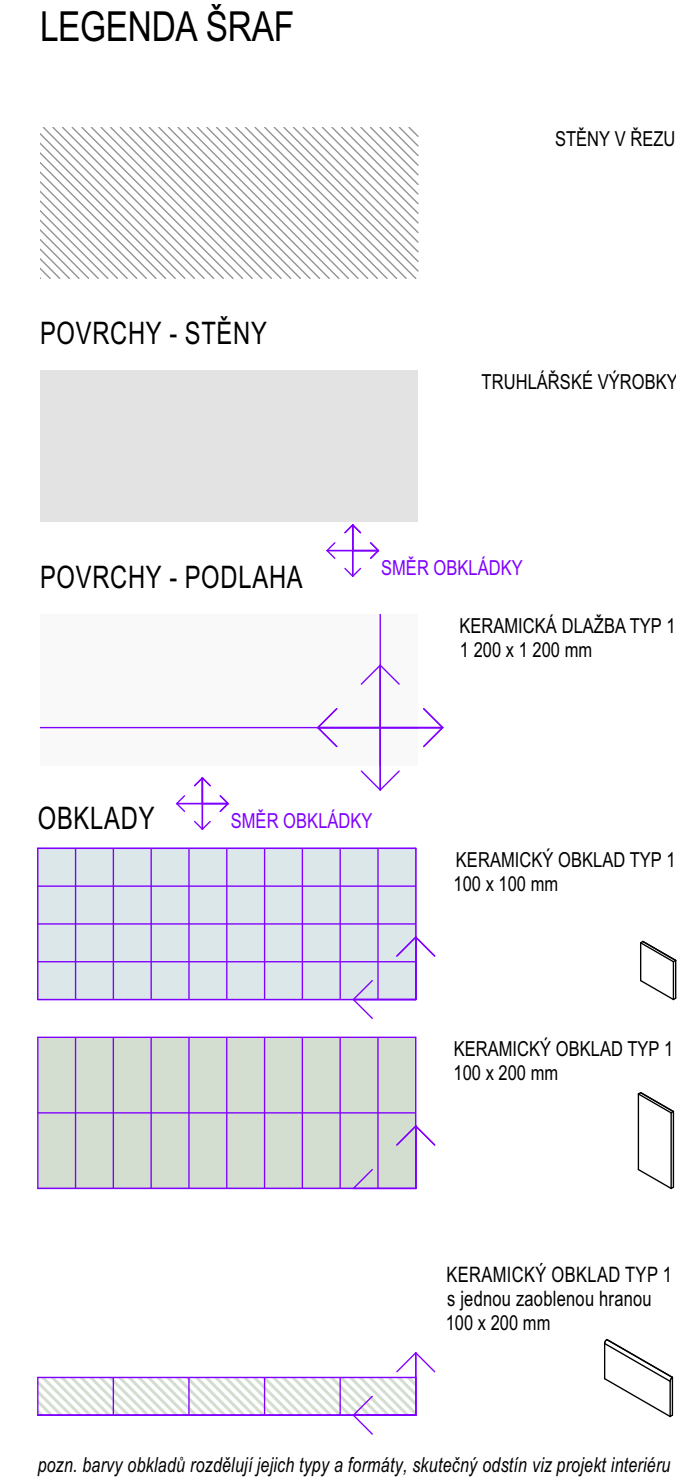 LEGENDA ŠRAF
STĚNY V ŘEZU
POVRCHY - STĚNY
TRUHLÁŘSKÉ VÝROBKY
SMĚR OBKLÁDKY
POVRCHY - PODLAHA
KERAMICKÁ DLAŽBA TYP 1
1 200 x 1 200 mm
OBKLADY
SMĚR OBKLÁDKY
KERAMICKÝ OBKLAD TYP 1
100 x 100 mm
KERAMICKÝ OBKLAD TYP 1
100 x 200 mm
KERAMICKÝ OBKLAD TYP 1
s jednou zaoblenou hranou
100 x 200 mm
pozn. barvy obkladů rozdělují jejich typy a formáty, skutečný odstín viz projekt interiéru